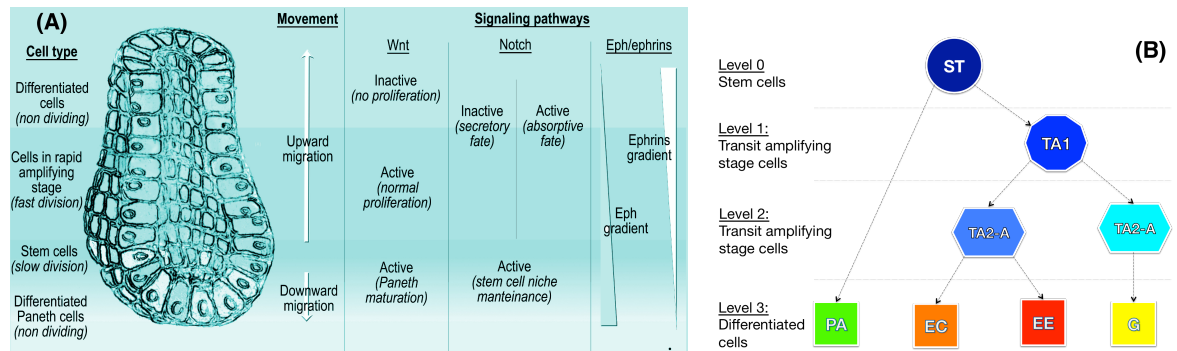 (A)
Movement
Signaling pathways
Cell type
Wnt
Notch
Eph/ephrins
Differentiated
cells
(non dividing)
Cells in rapid
amplifying
stage
(fast division)
Stem cells
(slow division)
Differentiated
Paneth cells
(non dividing)
Upward
migration
Downward
migration
Inactive
(no proliferation)
Active
(normal
proliferation)
Active
(Paneth
maturation)
Inactive
(secretory
fate)
Active
(absorptive
fate)
Active
(stem cell niche
manteinance)
Ephrins
gradient
Eph
gradient
(B)
Level 0
Stem cells
ST
Level 1:
Transit amplifying
stage cells
TA1
Level 2:
Transit amplifying
stage cells
TA2-A
TA2-A
Level 3:
Differentiated
cells
PA
EC
EE
G